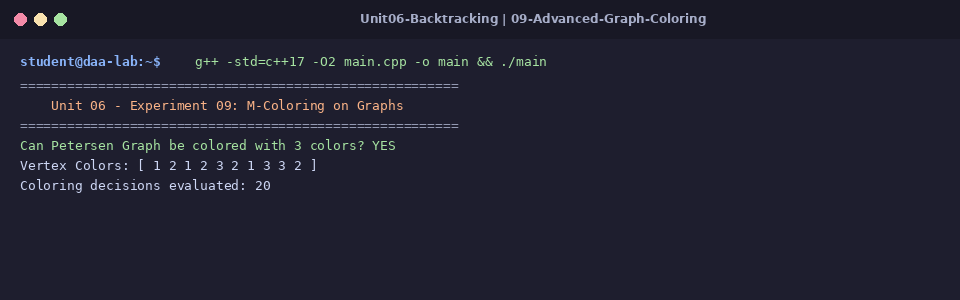 Unit06-Backtracking | 09-Advanced-Graph-Coloring
student@daa-lab:~$ g++ -std=c++17 -O2 main.cpp -o main && ./main
========================================================
Unit 06 - Experiment 09: M-Coloring on Graphs
========================================================
Can Petersen Graph be colored with 3 colors? YES
Vertex Colors: [ 1 2 1 2 3 2 1 3 3 2 ]
Coloring decisions evaluated: 20